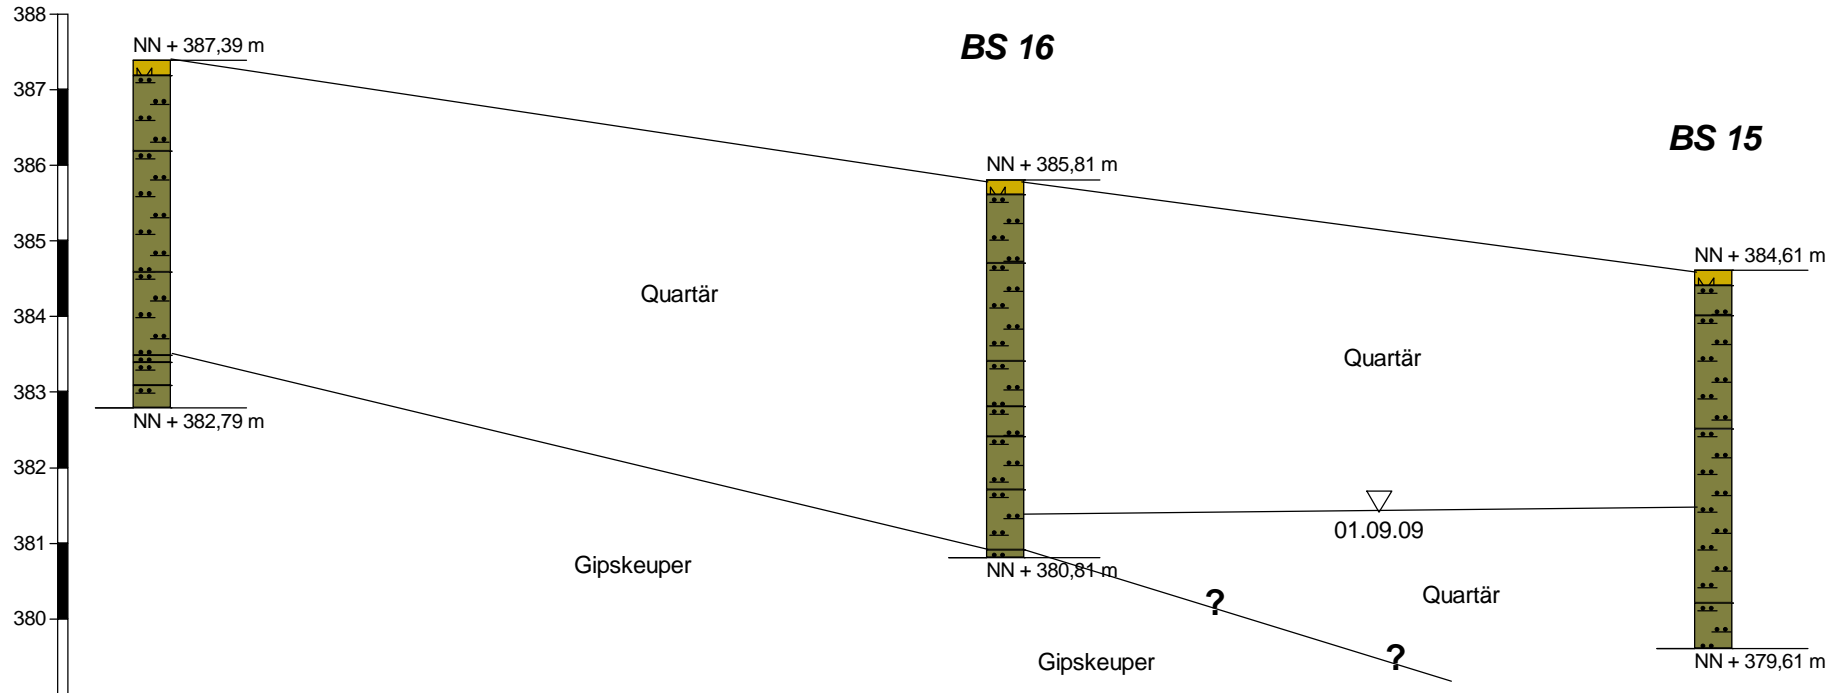 388
387
386
385
384
383
382
381
380
NN + 387,39 m
NN + 382,79 m
BS 16
NN + 385,81 m
NN + 380,81 m
BS 15
NN + 384,61 m
NN + 379,61 m
Quartär
Quartär
01.09.09
Gipskeuper
?
Quartär
?
Gipskeuper